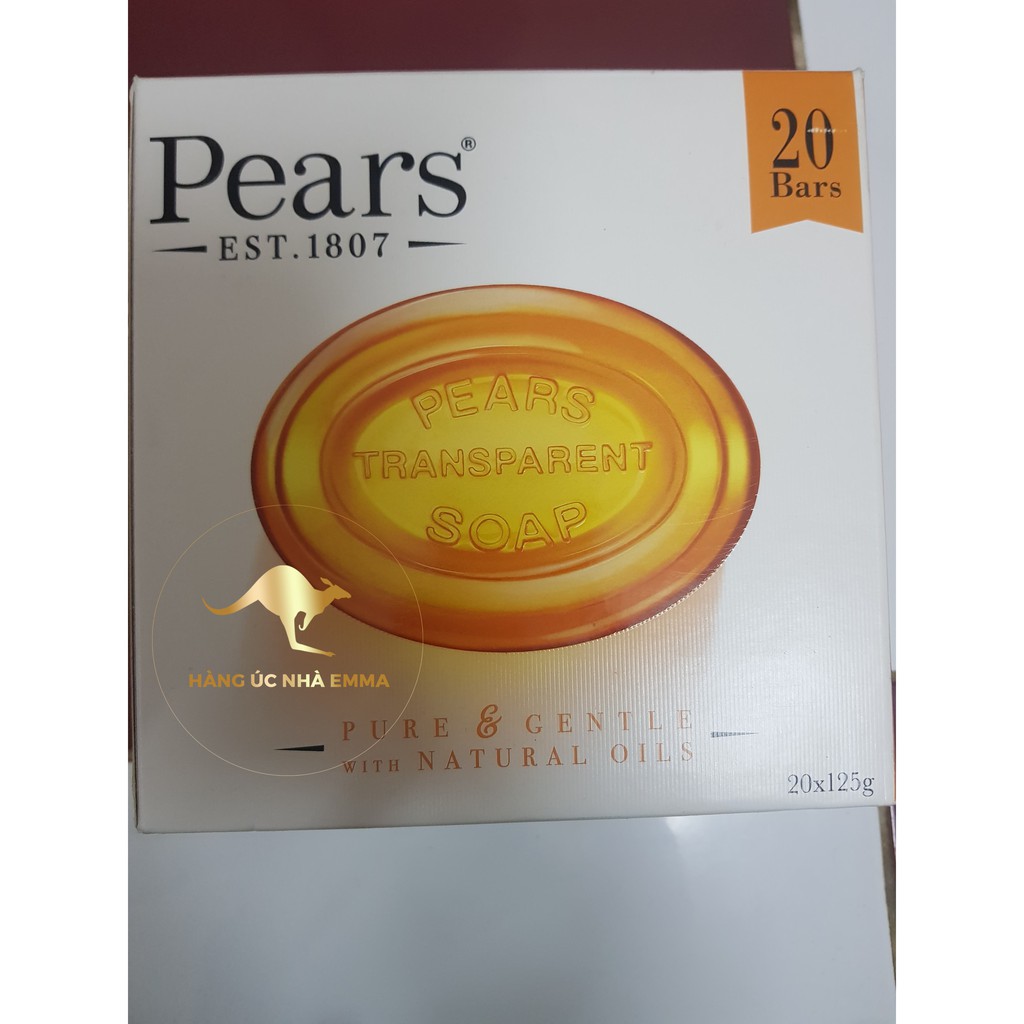 Pears®
EST.1807
20
Bars
PEARS
TRANSPARENT
SOAP
HÀNG ÚC NHÀ EMMA
PURE & GENTLE
WITH NATURAL OILS
20x125g